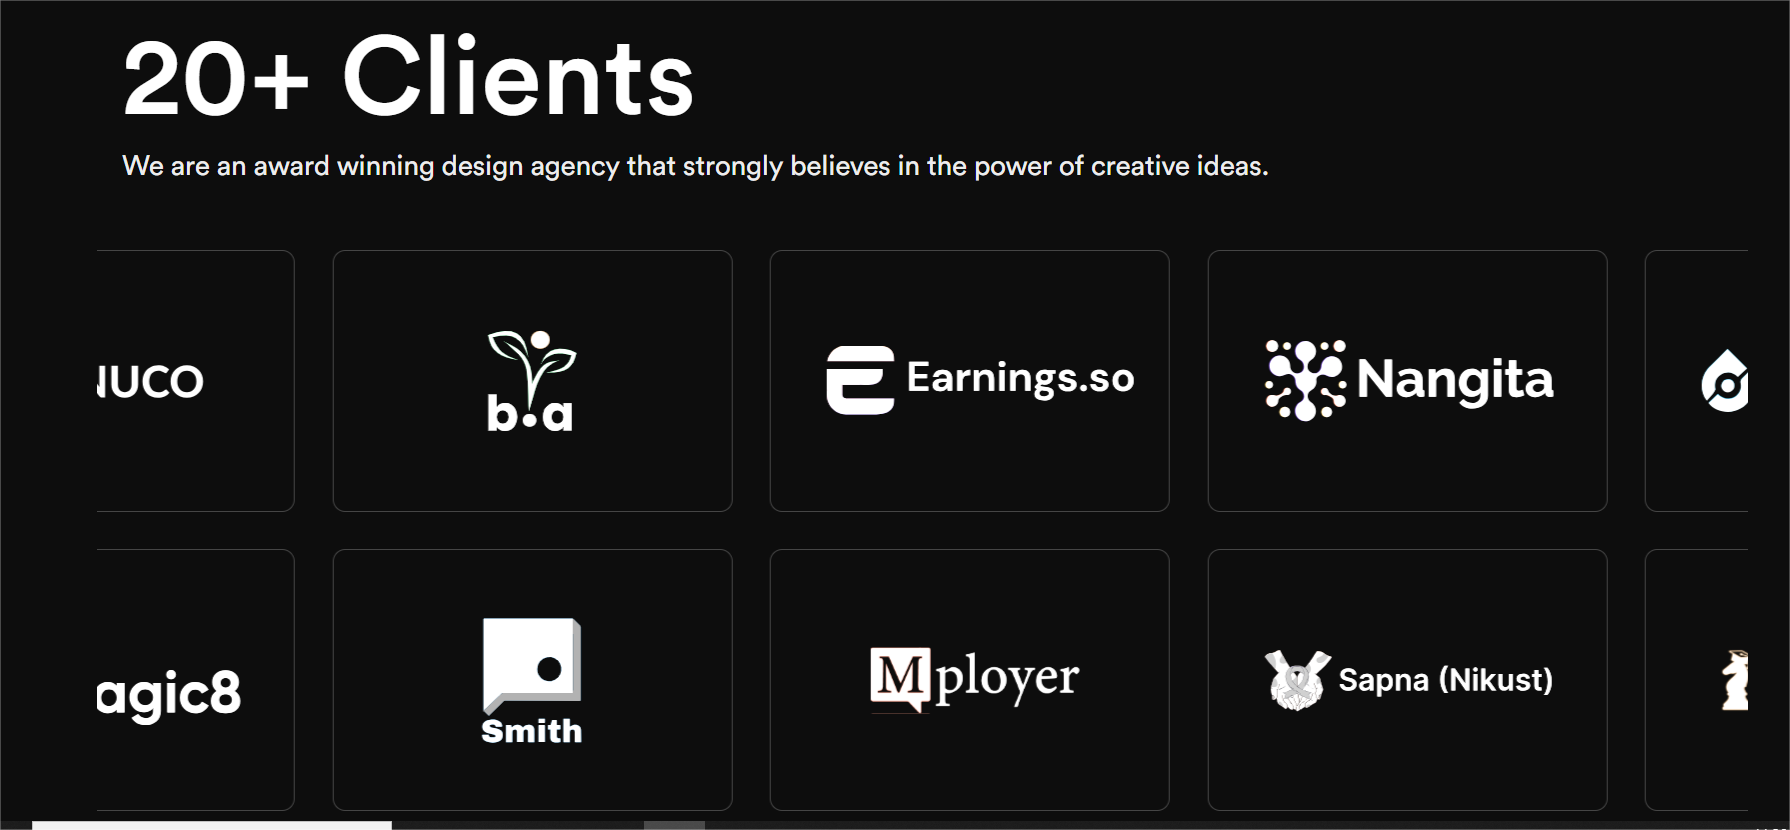 20+ Clients
We are an award winning design agency that strongly believes in the power of creative ideas.
UCO
b.a
Earnings.so
Nangita
agic8
Smith
Mployer
Sapna (Nikust)